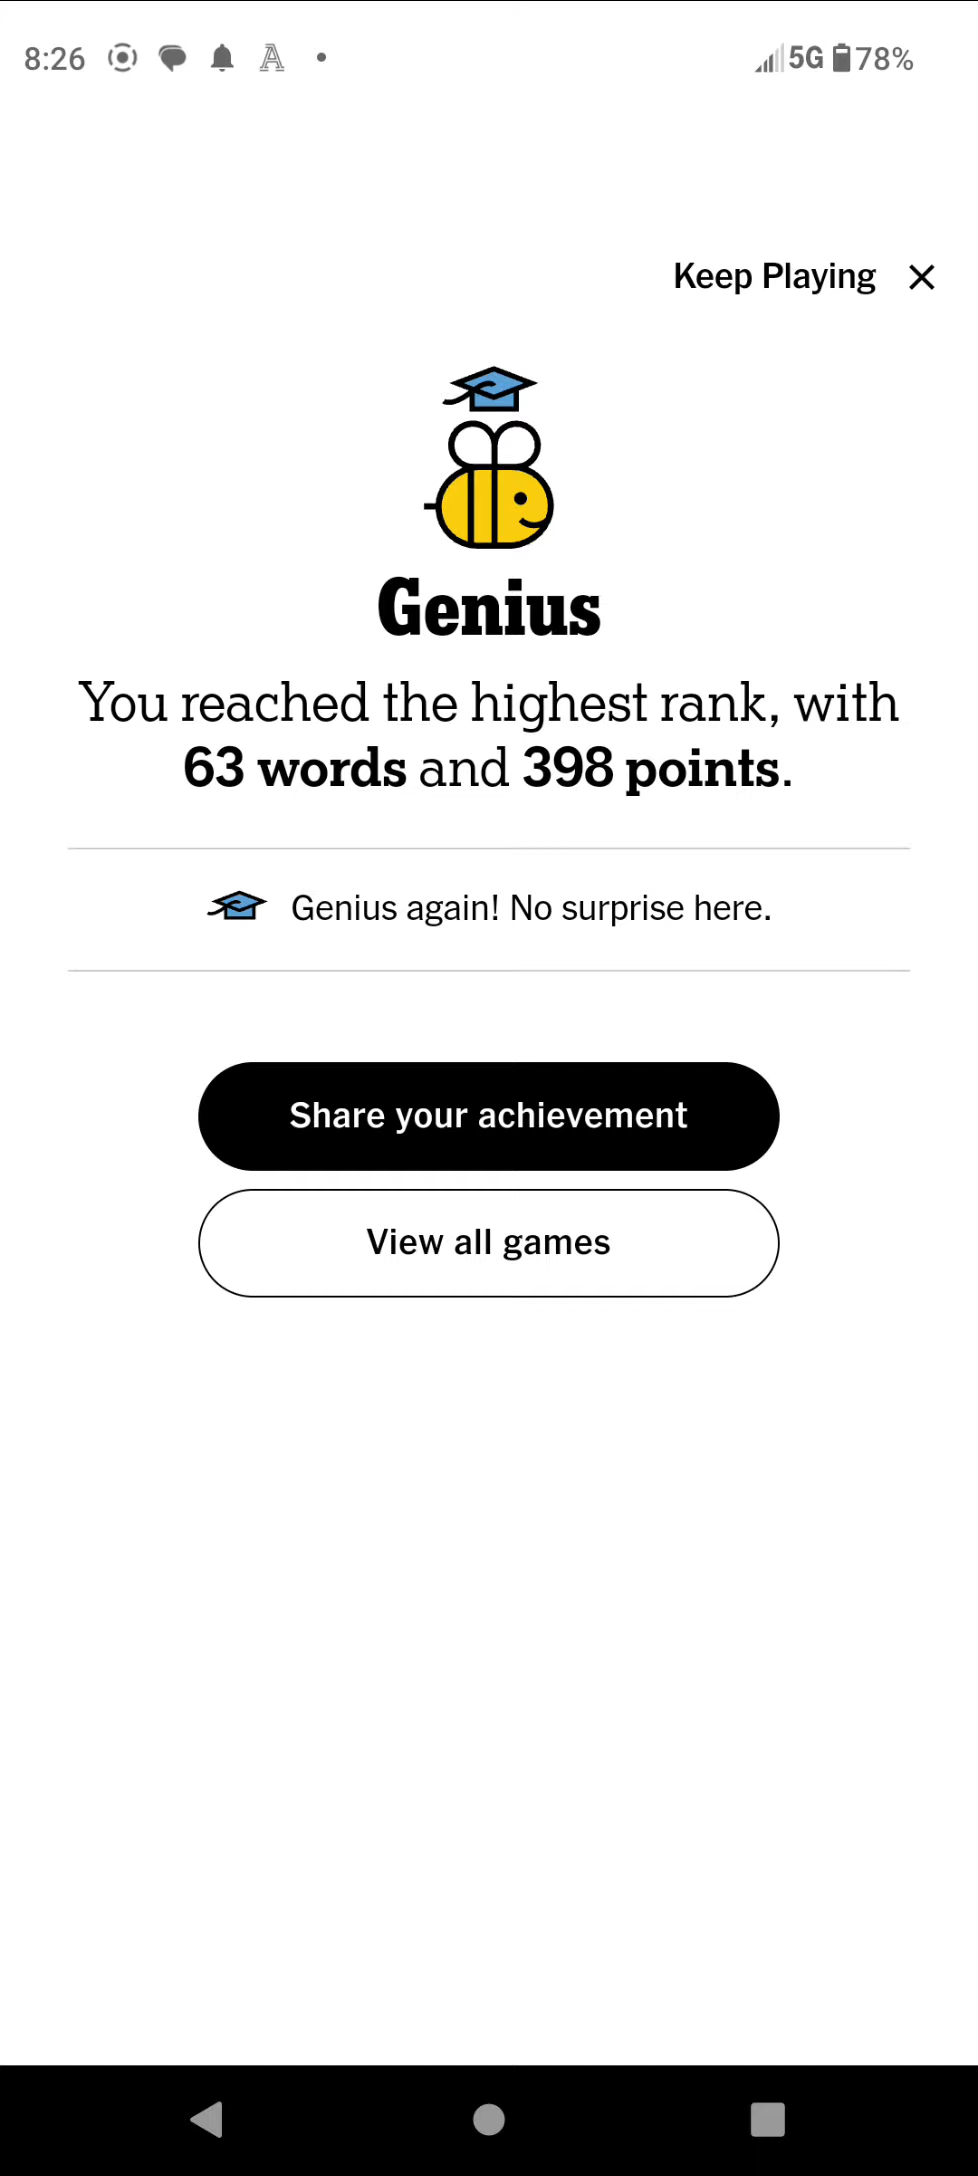 8:26 A 5G 78%
Keep Playing
Genius
You reached the highest rank, with
63 words and 398 points.
Genius again! No surprise here.
Share your achievement
View all games